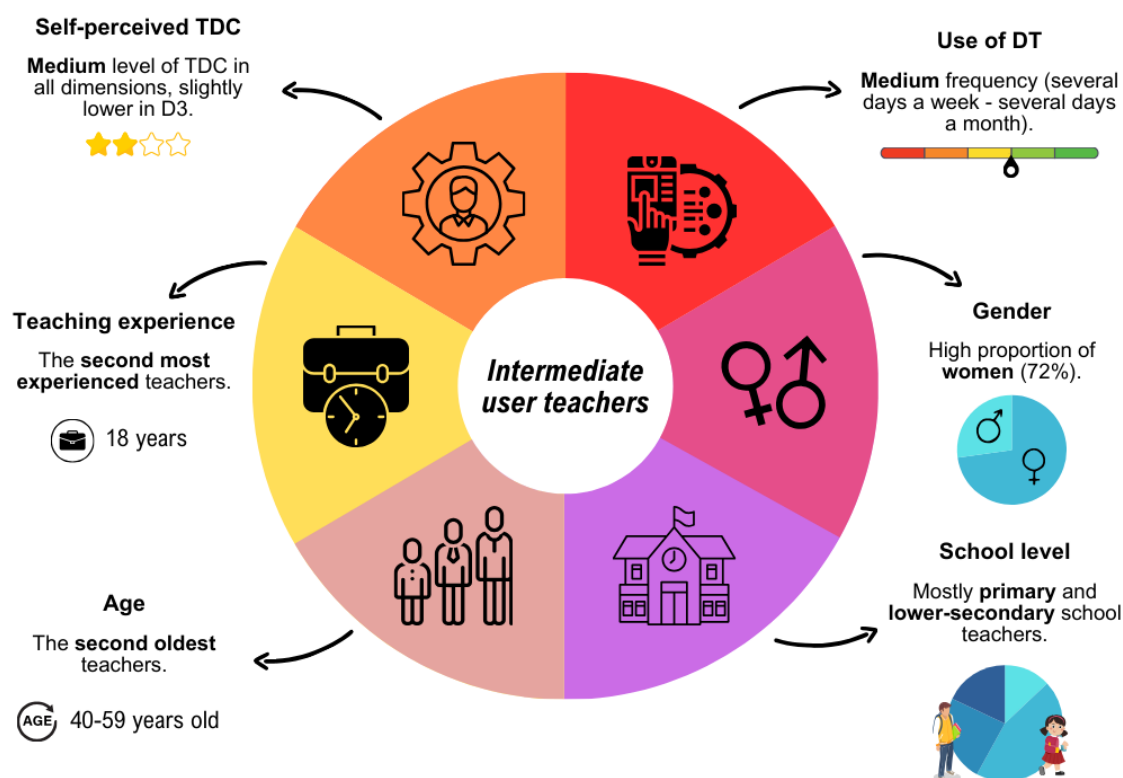 Self-perceived TDC
Medium level of TDC in
all dimensions, slightly
lower in D3.
Use of DT
Medium frequency (several
days a week - several days
a month).
Teaching experience
The second most
experienced teachers.
18 years
Intermediate
user teachers
Gender
High proportion of
women (72%).
Age
The second oldest
teachers.
AGE
40-59 years old
School level
Mostly primary and
lower-secondary school
teachers.